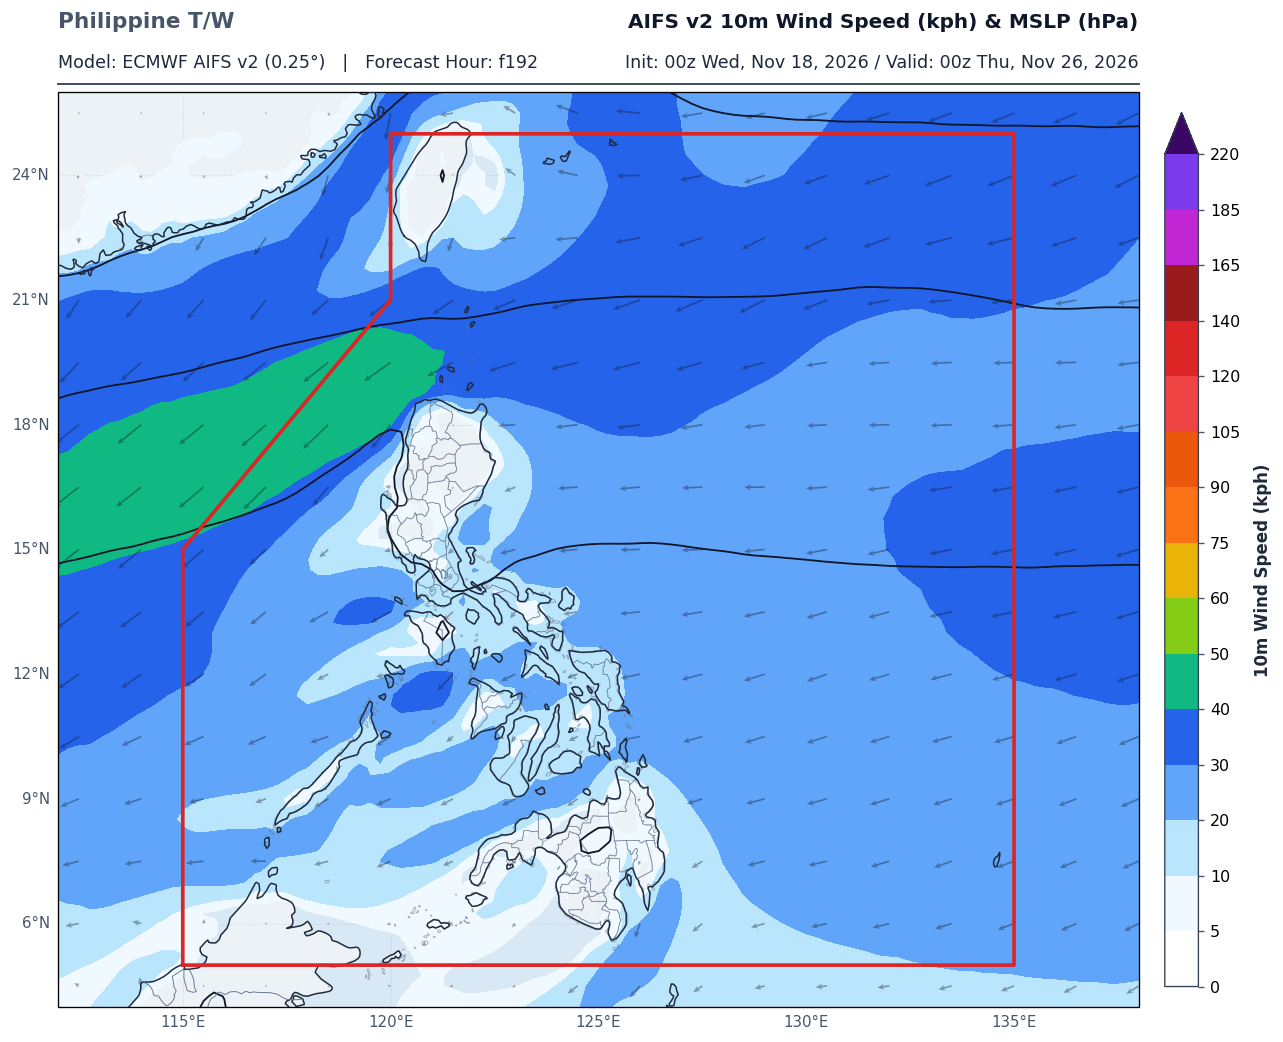 Philippine T/W
AIFS v2 10m Wind Speed (kph) & MSLP (hPa)
Model: ECMWF AIFS v2 (0.25°) | Forecast Hour: f192
Init: 00z Wed, Nov 18, 2026 / Valid: 00z Thu, Nov 26, 2026
24°N
21°N
18°N
15°N
12°N
9°N
6°N
115°E
120°E
125°E
130°E
135°E
220
185
165
140
120
105
90
75
60
50
40
30
20
10
5
0
10m Wind Speed (kph)